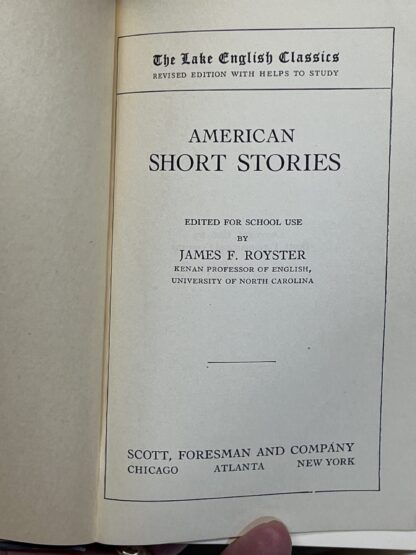 The Lake English Classics
REVISED EDITION WITH HELPS TO STUDY
AMERICAN
SHORT STORIES
EDITED FOR SCHOOL USE
BY
JAMES F. ROYSTER
KENAN PROFESSOR OF ENGLISH,
UNIVERSITY OF NORTH CAROLINA
SCOTT, FORESMAN AND COMPANY
CHICAGO ATLANTA NEW YORK